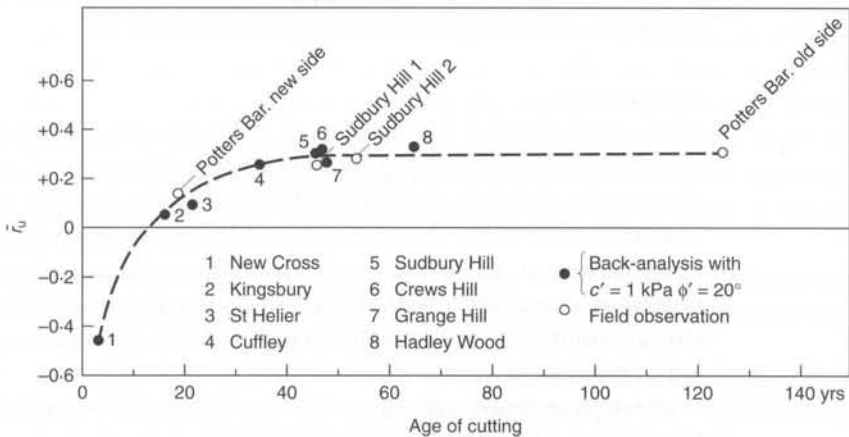 +0·6
+0·4
+0·2
0
−0·2
−0·4
−0·6
r̄u
Potters Bar. new side
Sudbury Hill 1
Sudbury Hill 2
Potters Bar. old side
1
2
3
4
5
6
7
8
1 New Cross
2 Kingsbury
3 St Helier
4 Cuffley
5 Sudbury Hill
6 Crews Hill
7 Grange Hill
8 Hadley Wood
Back-analysis with
c′ = 1 kPa ϕ′ = 20°
Field observation
0 20 40 60 80 100 120 140 yrs
Age of cutting